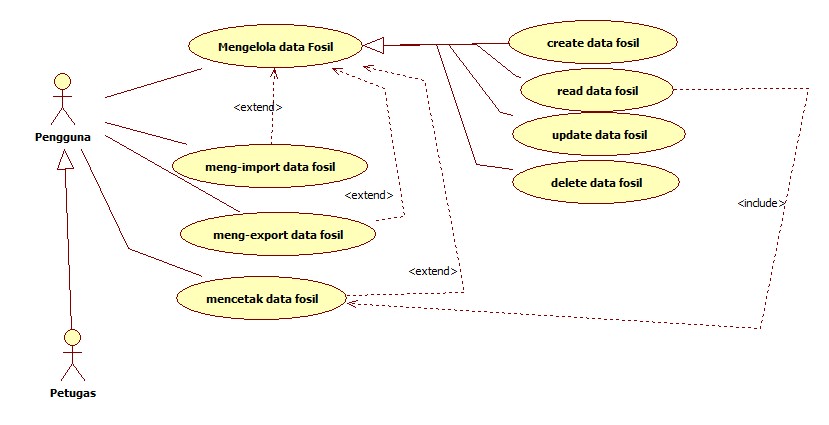 Mengelola data Fosil
create data fosil
read data fosil
Pengguna
<extend>
update data fosil
meng-import data fosil
delete data fosil
<extend>
<include>
meng-export data fosil
<extend>
mencetak data fosil
Petugas